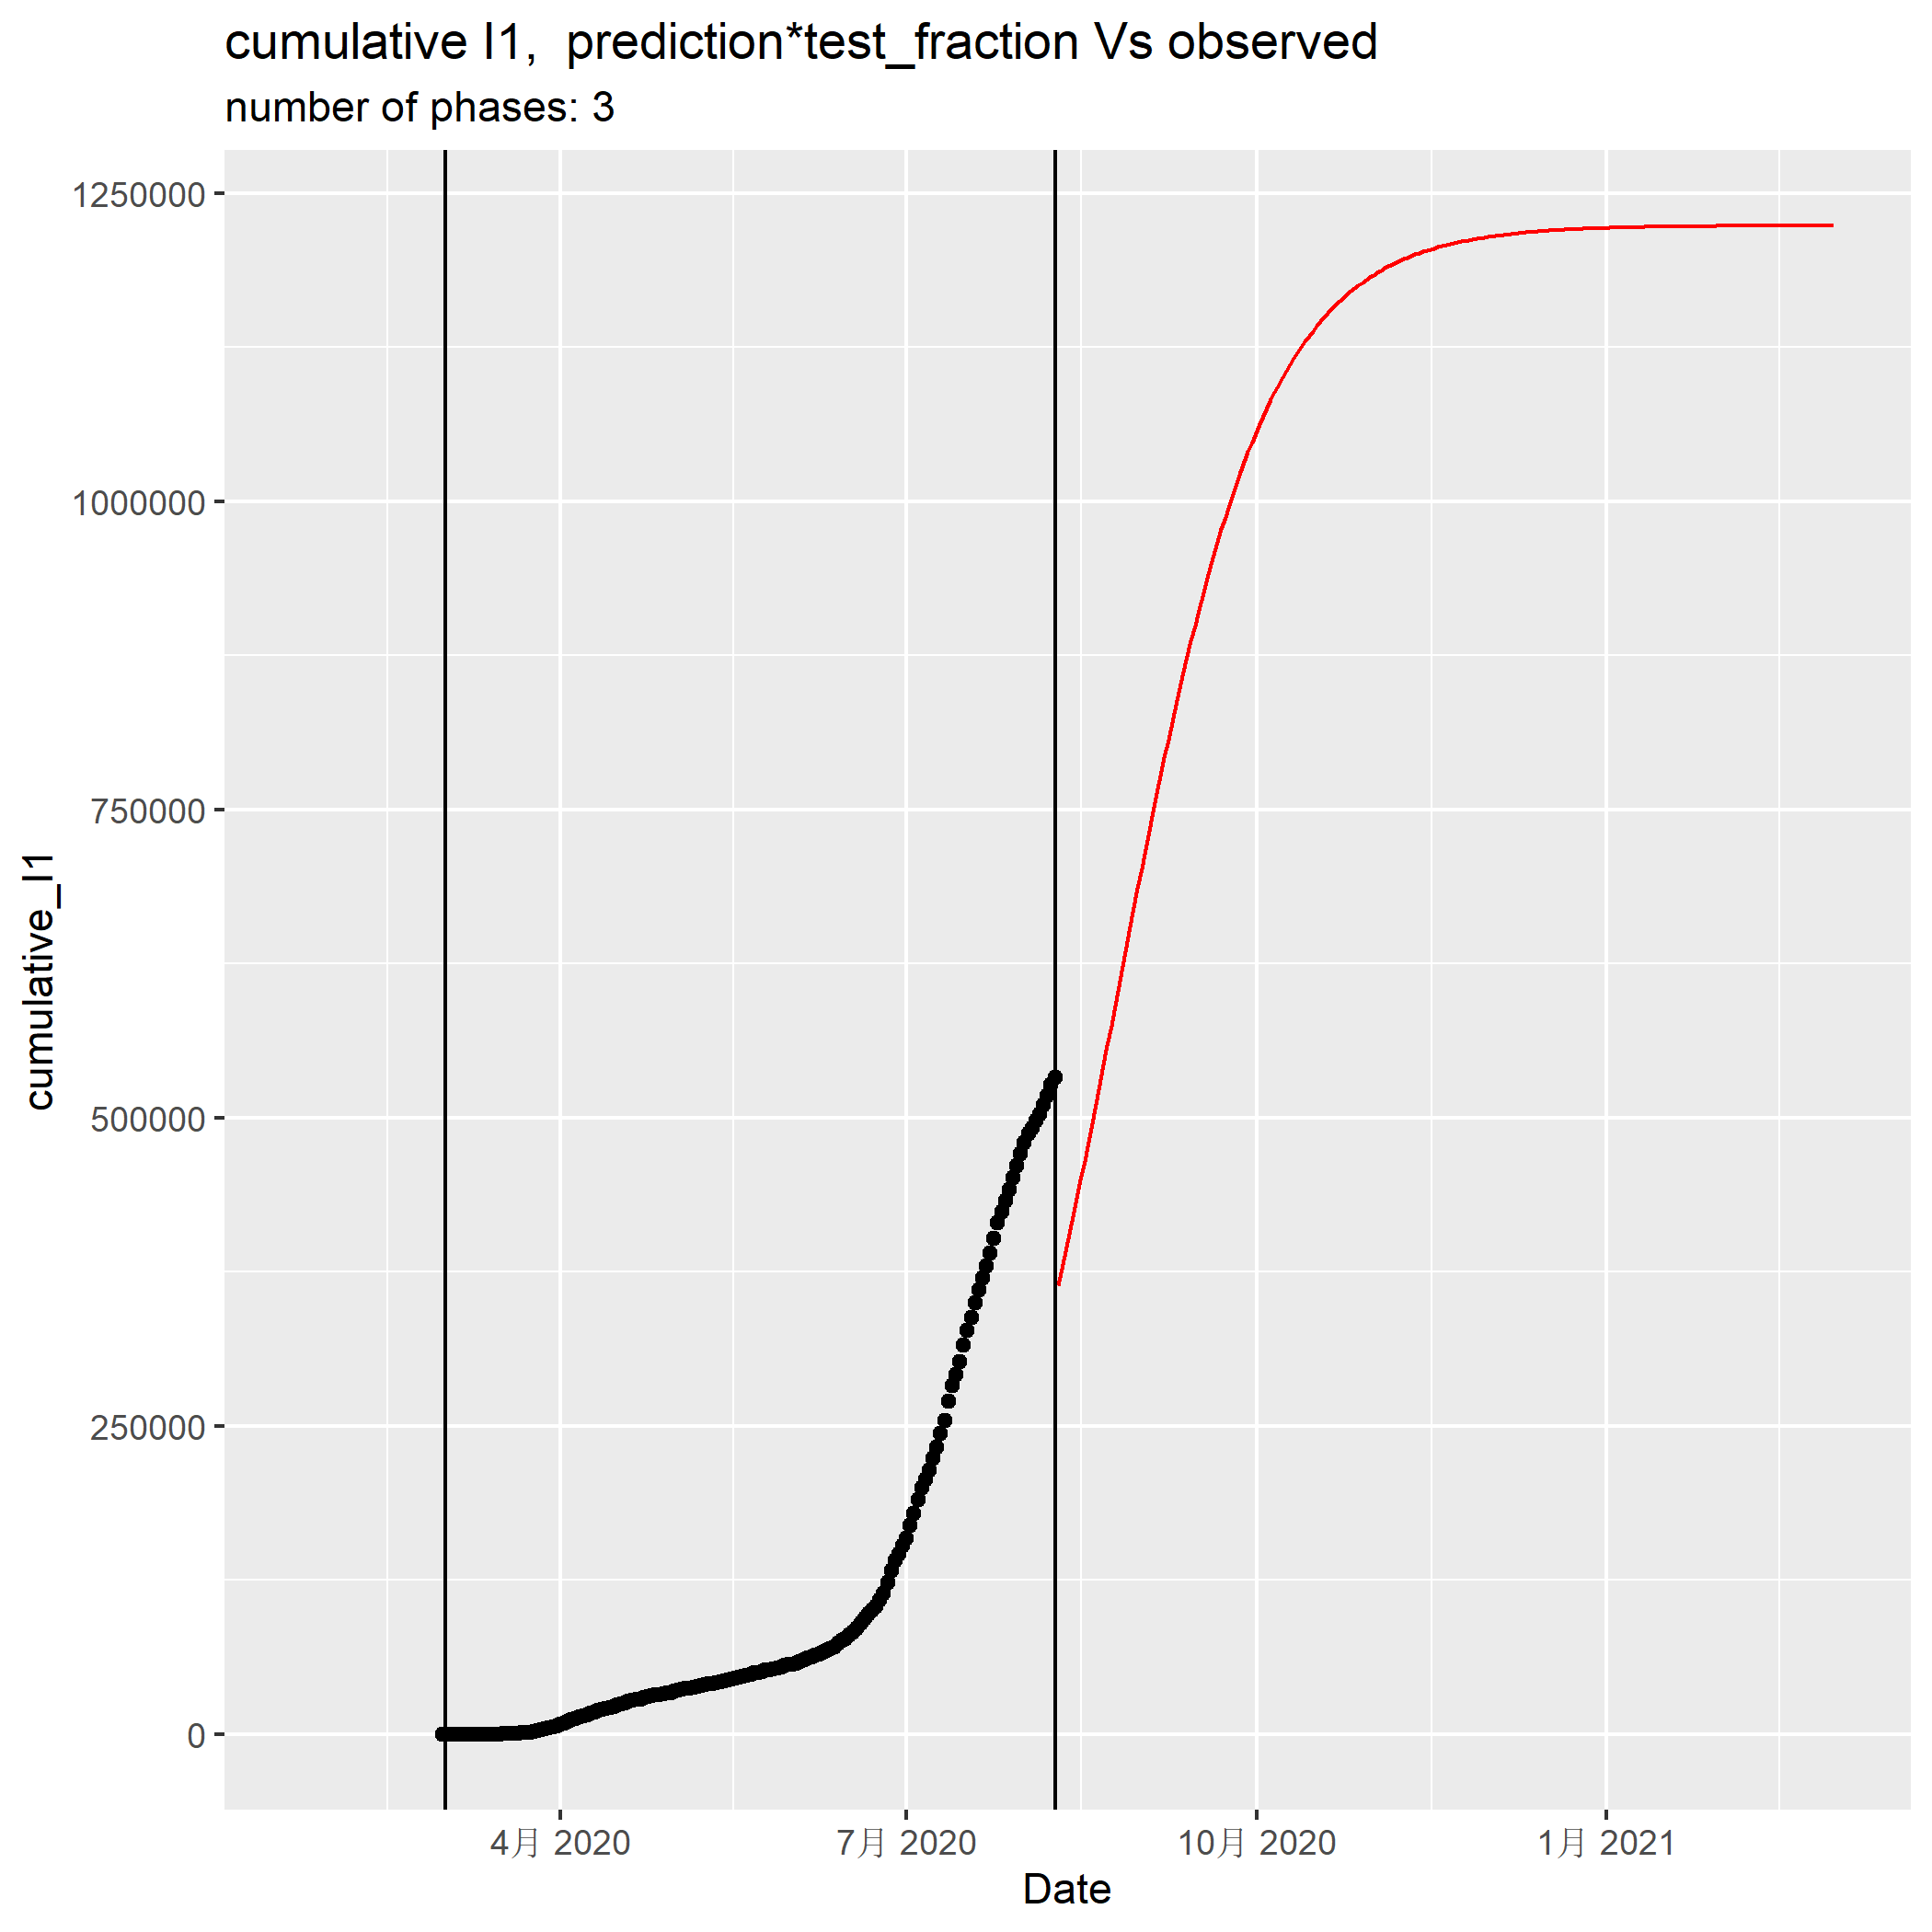 cumulative I1,  prediction*test_fraction Vs observed
number of phases: 3
1250000
1000000
750000
500000
250000
0
cumulative_I1
4月 2020
7月 2020
10月 2020
1月 2021
Date